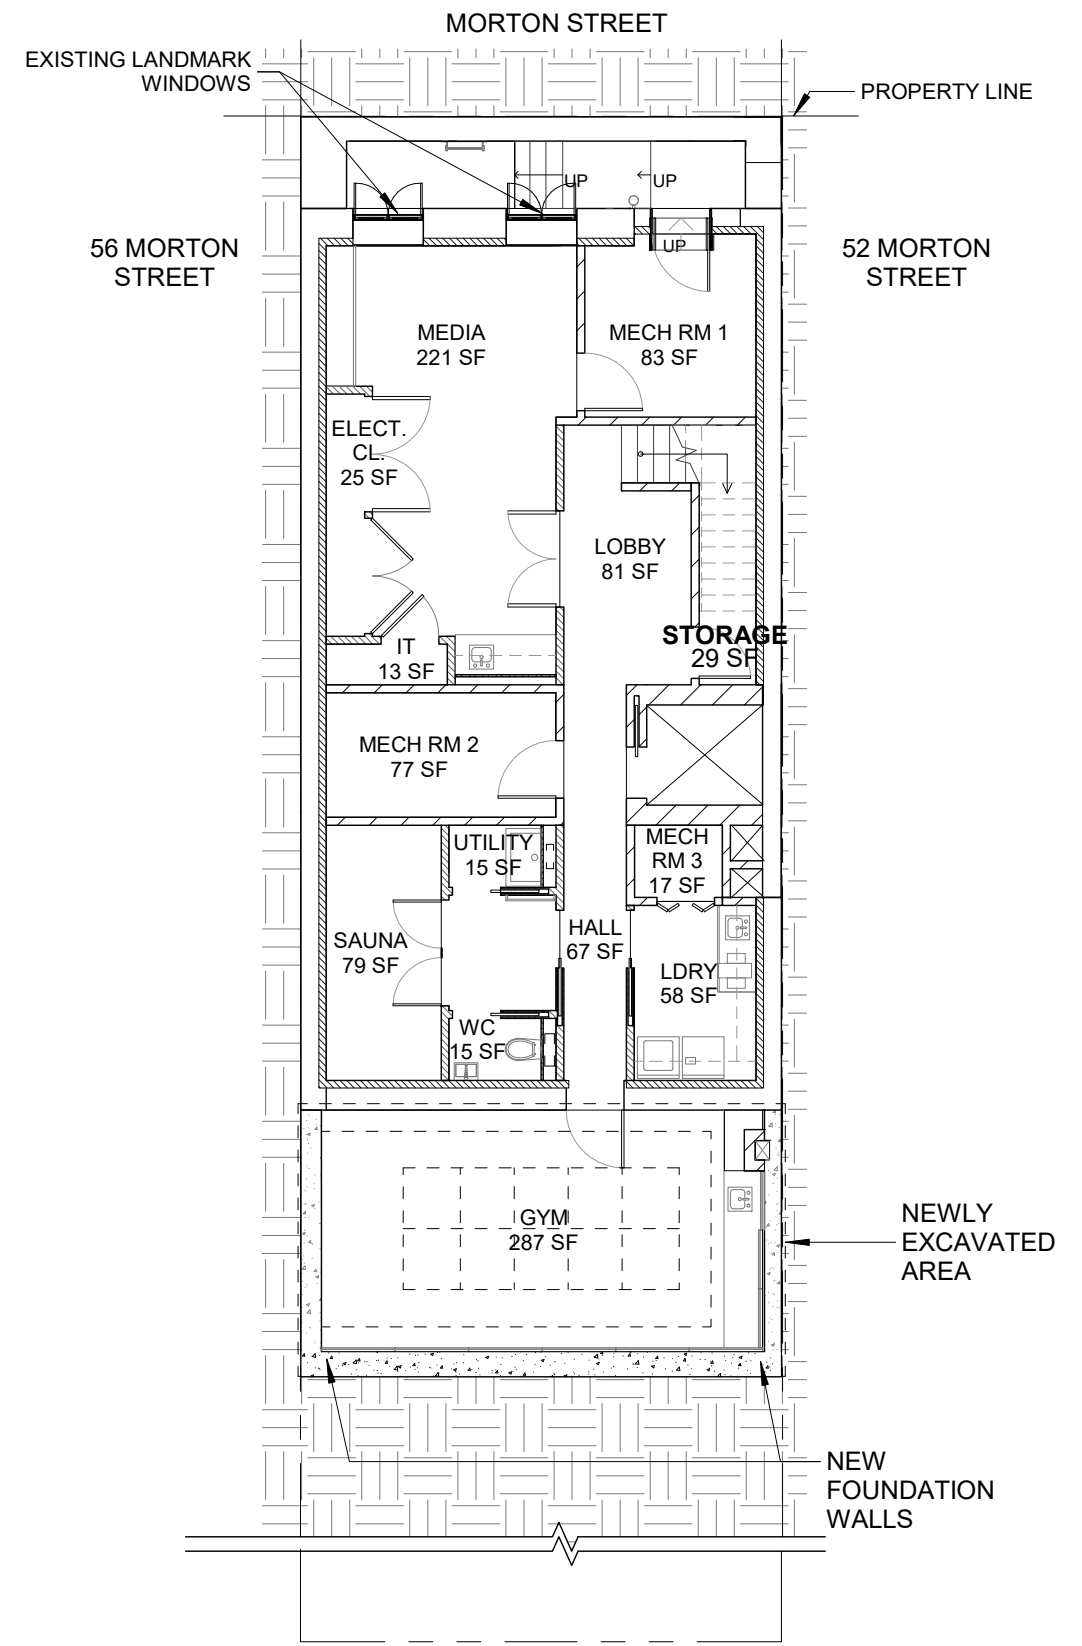 MORTON STREET
EXISTING LANDMARK
WINDOWS
PROPERTY LINE
UP
UP
56 MORTON
STREET
52 MORTON
STREET
UP
MEDIA
221 SF
MECH RM 1
83 SF
ELECT.
CL.
25 SF
LOBBY
81 SF
STORAGE
29 SF
IT
13 SF
MECH RM 2
77 SF
UTILITY
15 SF
MECH
RM 3
17 SF
SAUNA
79 SF
HALL
67 SF
LDRY
58 SF
WC
15 SF
GYM
287 SF
NEWLY
EXCAVATED
AREA
NEW
FOUNDATION
WALLS